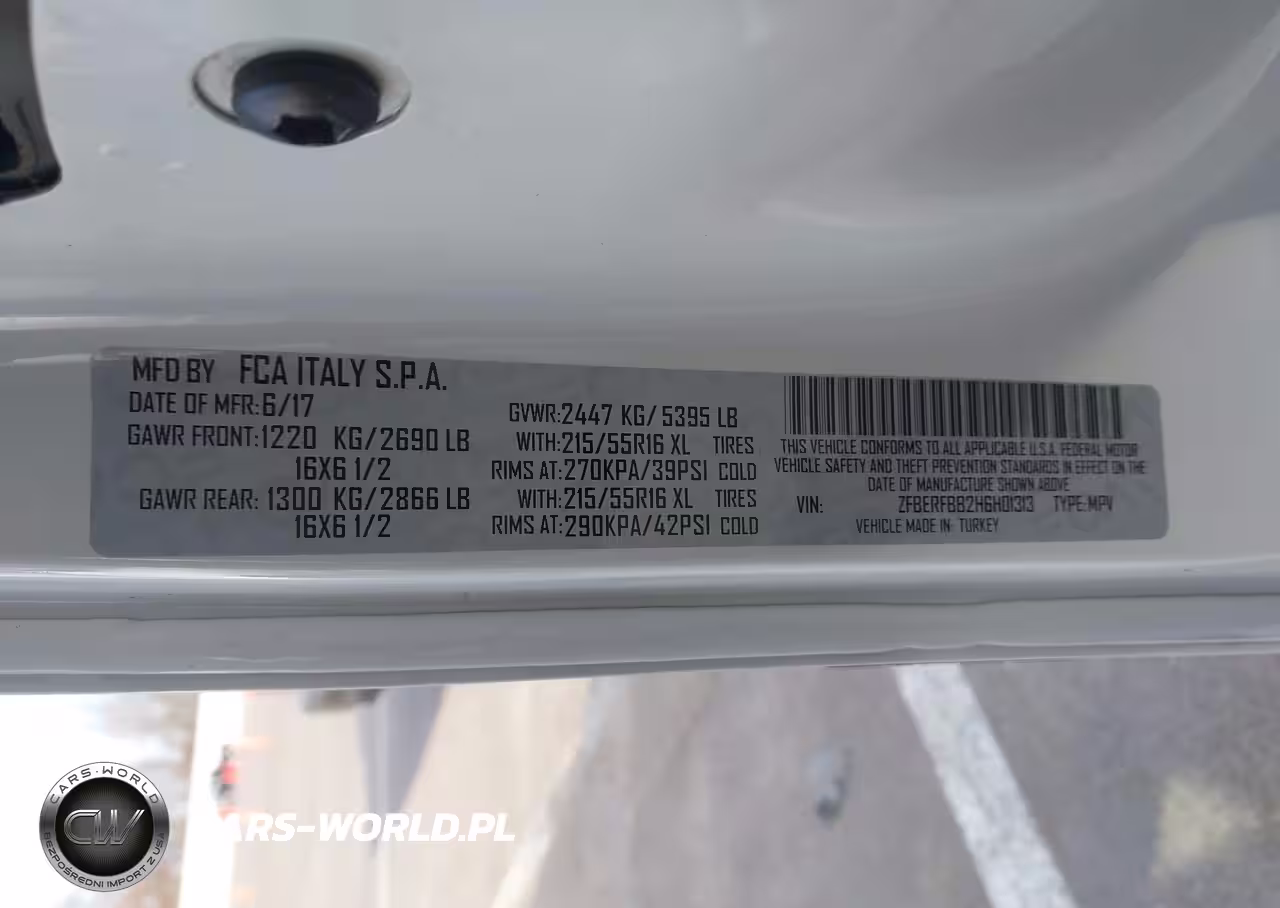 MFD BY FCA ITALY S.P.A.
DATE OF MFR:6/17
GAWR FRONT:1220 KG/2690 LB
16X6 1/2
GAWR REAR: 1300 KG/2866 LB
16X6 1/2
GVWR:2447 KG/5395 LB
WITH:215/55R16 XL TIRES
RIMS AT:270KPA/39PSI COLD
WITH:215/55R16 XL TIRES
RIMS AT:290KPA/42PSI COLD
THIS VEHICLE CONFORMS TO ALL APPLICABLE U.S.A. FEDERAL MOTOR
VEHICLE SAFETY AND THEFT PREVENTION STANDARDS IN EFFECT ON THE
DATE OF MANUFACTURE SHOWN ABOVE
VIN: ZFBERFBB2H6H01313 TYPE:MPV
VEHICLE MADE IN: TURKEY
CARS-WORLD
CW
BEZPOŚREDNI IMPORT Z USA
CARS-WORLD.PL